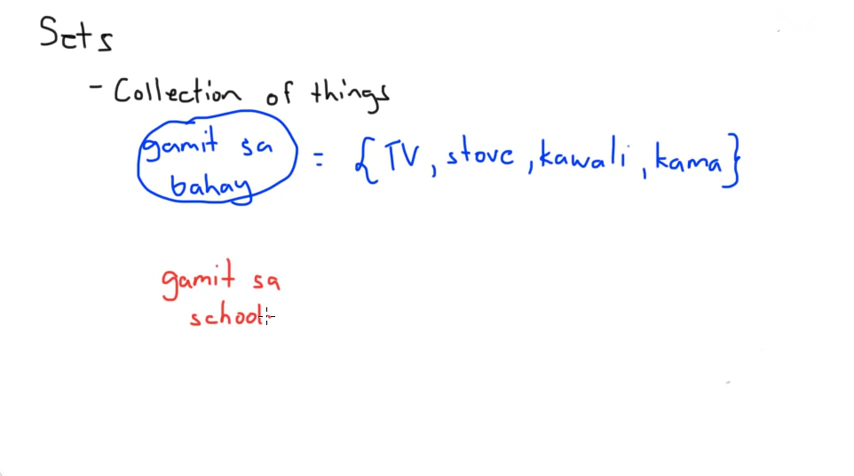 Sets
- Collection of things
gamit sa bahay = {TV, stove, kawali, kama}
gamit sa
school